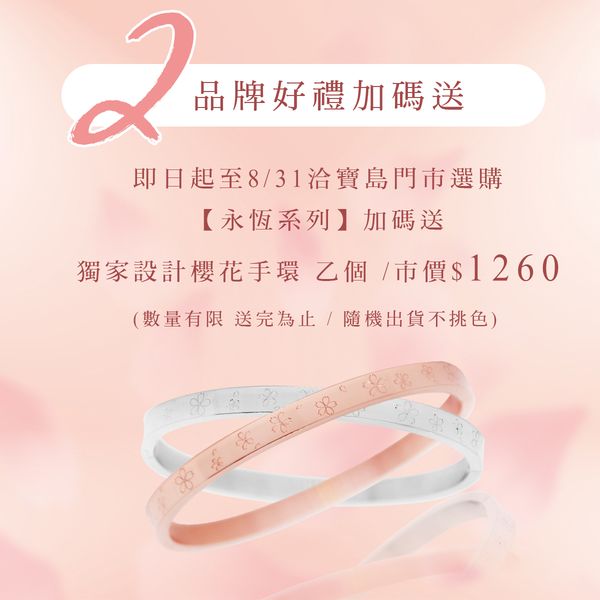 2
品牌好禮加碼送
即日起至8/31洽寶島門市選購
【永恆系列】加碼送
獨家設計櫻花手環 乙個 /市價$1260
(數量有限 送完為止 / 隨機出貨不挑色)